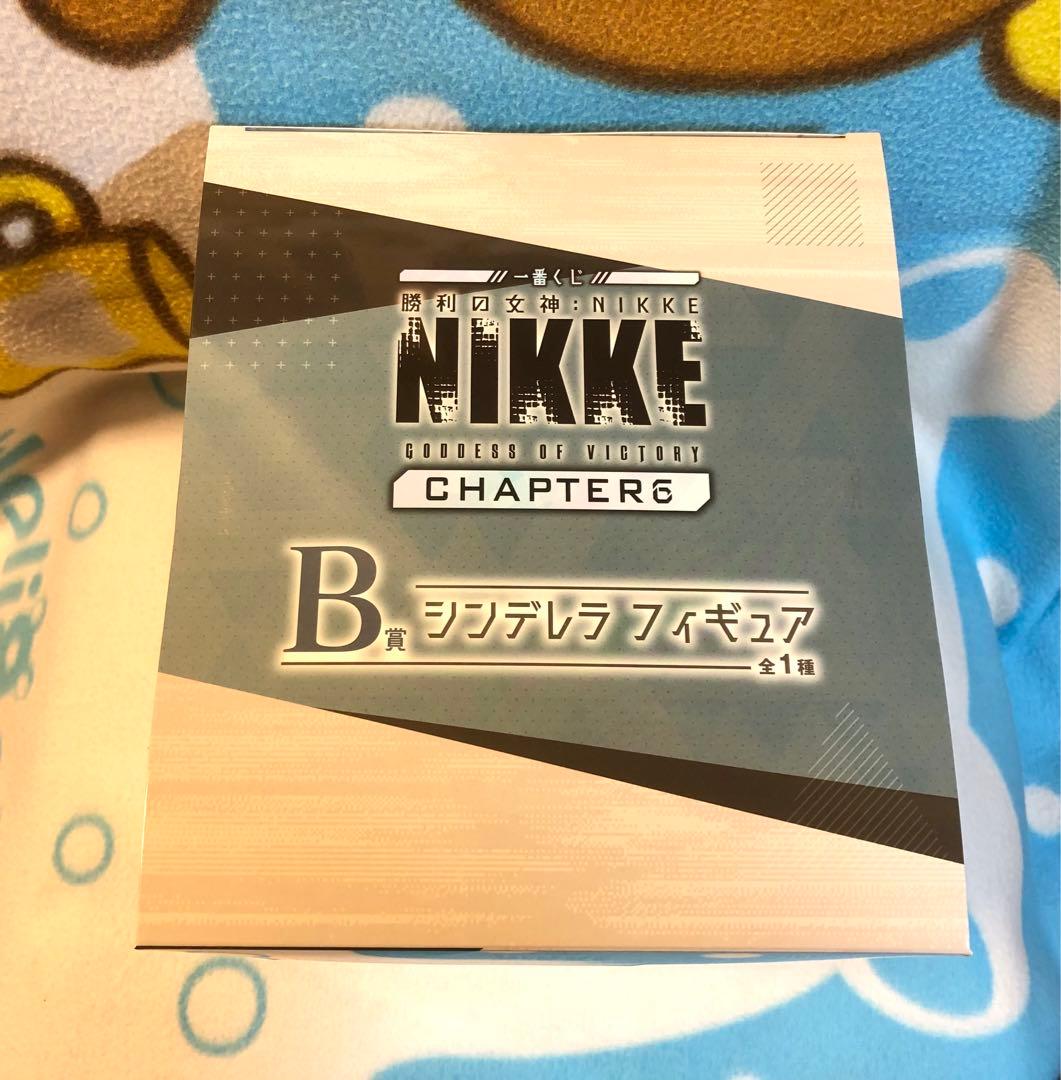 一番くじ
勝利の女神:NIKKE
NIKKE
GODDESS OF VICTORY
CHAPTER6
B賞 シンデレラ フィギュア
全1種